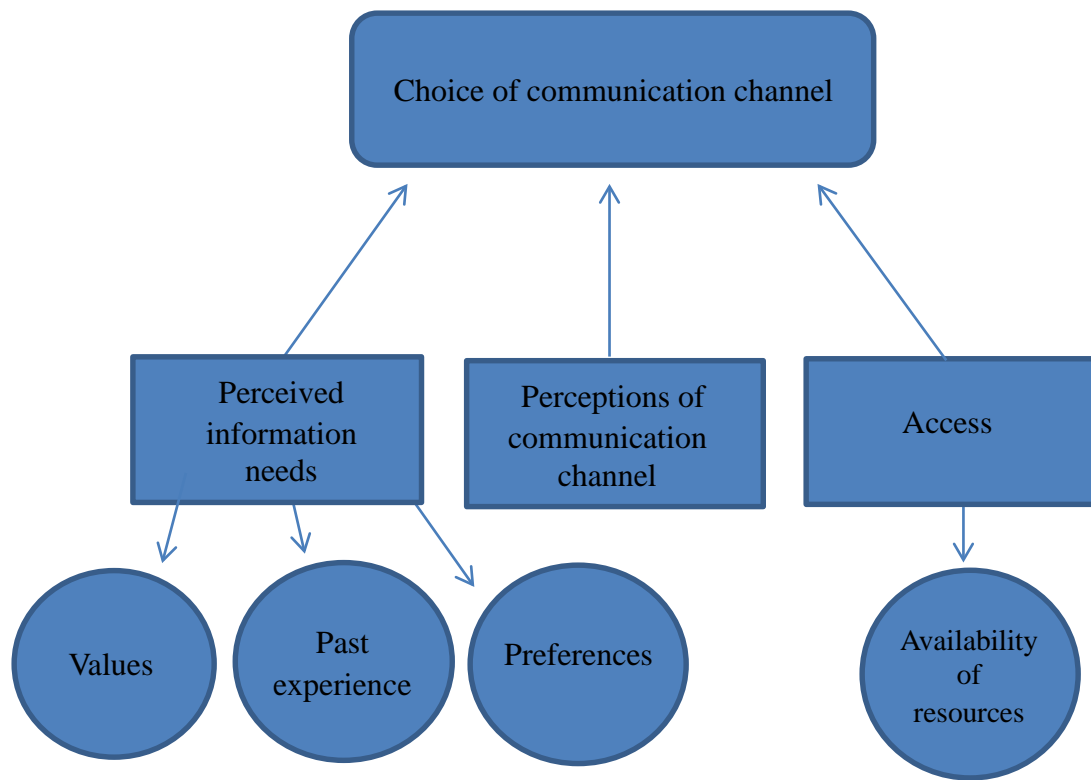 Choice of communication channel
Perceived
information
needs
Perceptions of
communication
channel
Access
Values
Past
experience
Preferences
Availability
of
resources